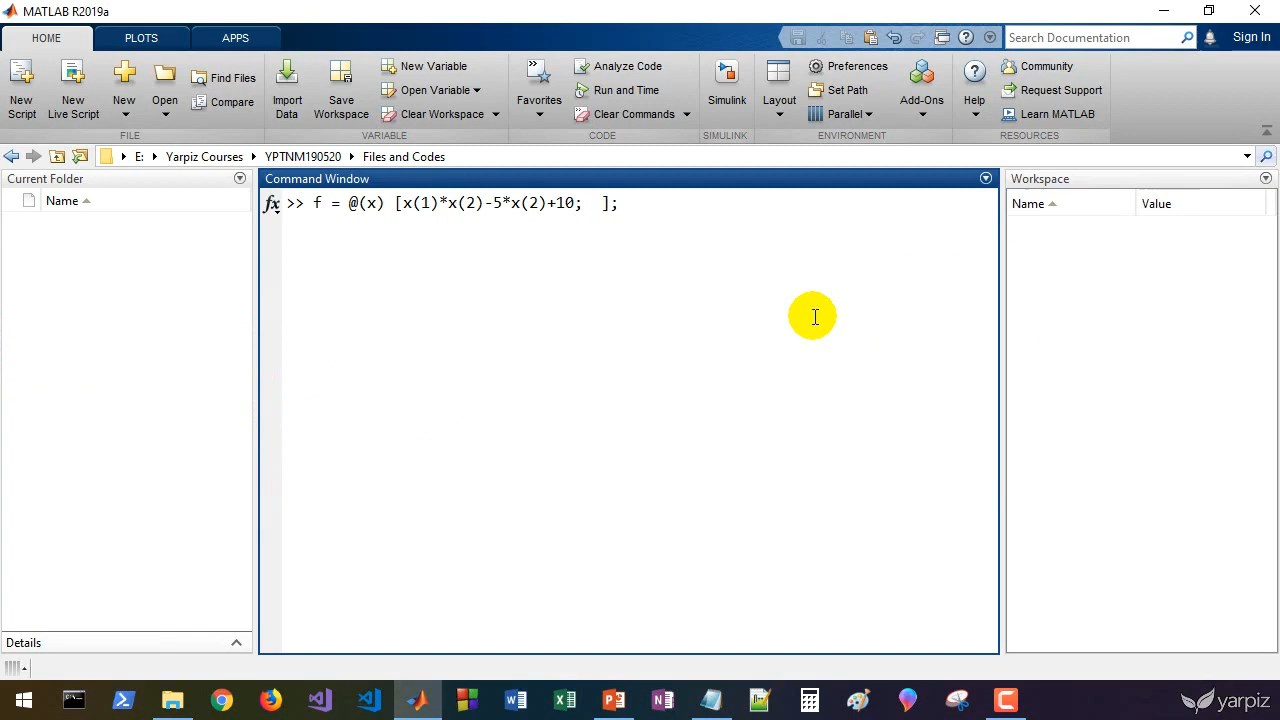 MATLAB R2019a
HOME
PLOTS
APPS
Search Documentation
Sign In
New Script
New Live Script
New
Open
Find Files
Compare
FILE
Import Data
Save Workspace
New Variable
Open Variable
Clear Workspace
VARIABLE
Favorites
Analyze Code
Run and Time
Clear Commands
CODE
Simulink
SIMULINK
Layout
Preferences
Set Path
Parallel
ENVIRONMENT
Add-Ons
Help
Community
Request Support
Learn MATLAB
RESOURCES
E: Yarpiz Courses YPTNM190520 Files and Codes
Current Folder
Name
Command Window
fx >> f = @(x) [x(1)*x(2)-5*x(2)+10;  ];
Workspace
Name
Value
Details
yarpiz